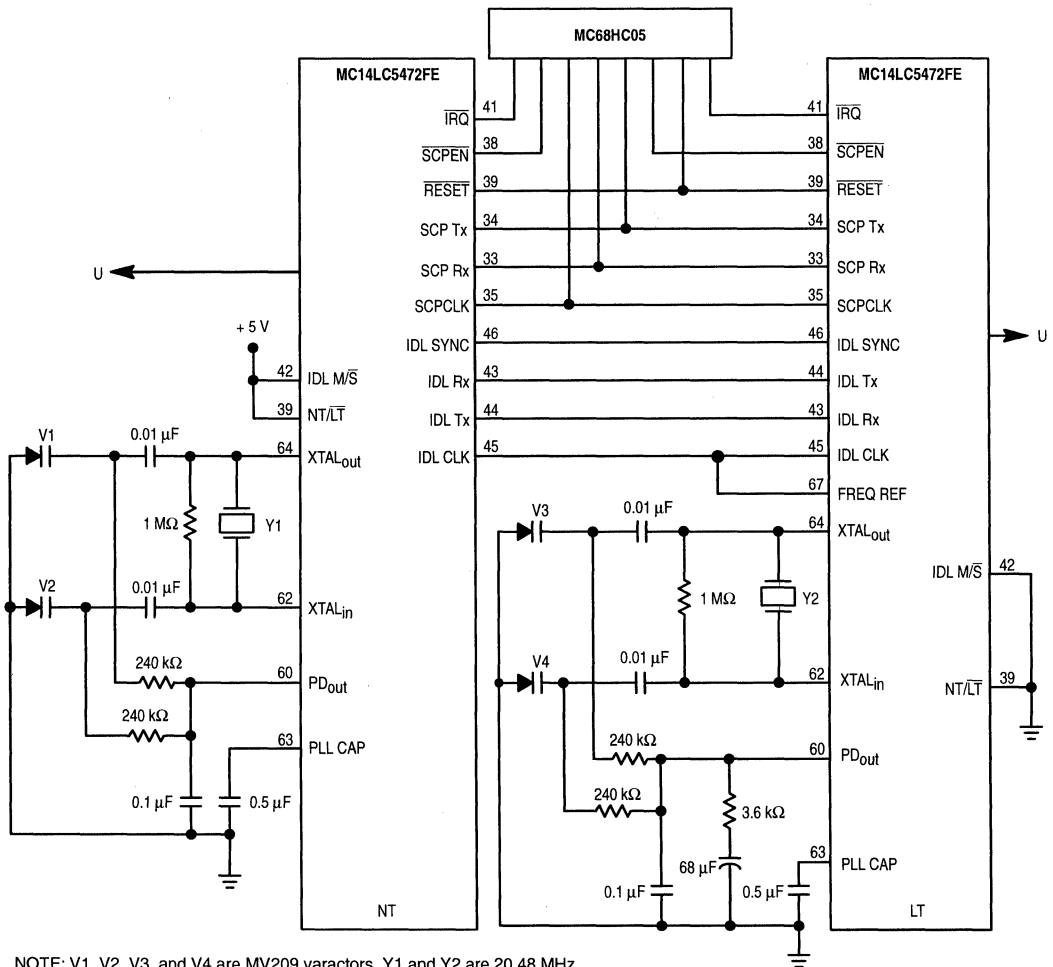 MC68HC05
MC14LC5472FE
MC14LC5472FE
IRQ 41
41 IRQ
SCPEN 38
38 SCPEN
RESET 39
39 RESET
SCP Tx 34
34 SCP Tx
U
SCP Rx 33
33 SCP Rx
SCPCLK 35
35 SCPCLK
U
+ 5 V
IDL SYNC 46
46 IDL SYNC
42 IDL M/S
IDL Rx 43
44 IDL Tx
39 NT/LT
IDL Tx 44
43 IDL Rx
V1
0.01 µF
64 XTALout
IDL CLK 45
45 IDL CLK
67 FREQ REF
1 MΩ
Y1
V3
0.01 µF
64 XTALout
IDL M/S 42
V2
0.01 µF
62 XTALin
1 MΩ
Y2
240 kΩ
60 PDout
V4
0.01 µF
62 XTALin
NT/LT 39
240 kΩ
63 PLL CAP
240 kΩ
60 PDout
0.1 µF
0.5 µF
240 kΩ
3.6 kΩ
63 PLL CAP
68 µF
0.1 µF
0.5 µF
NT
LT
NOTE: V1, V2, V3, and V4 are MV209 varactors. Y1 and Y2 are 20.48 MHz.